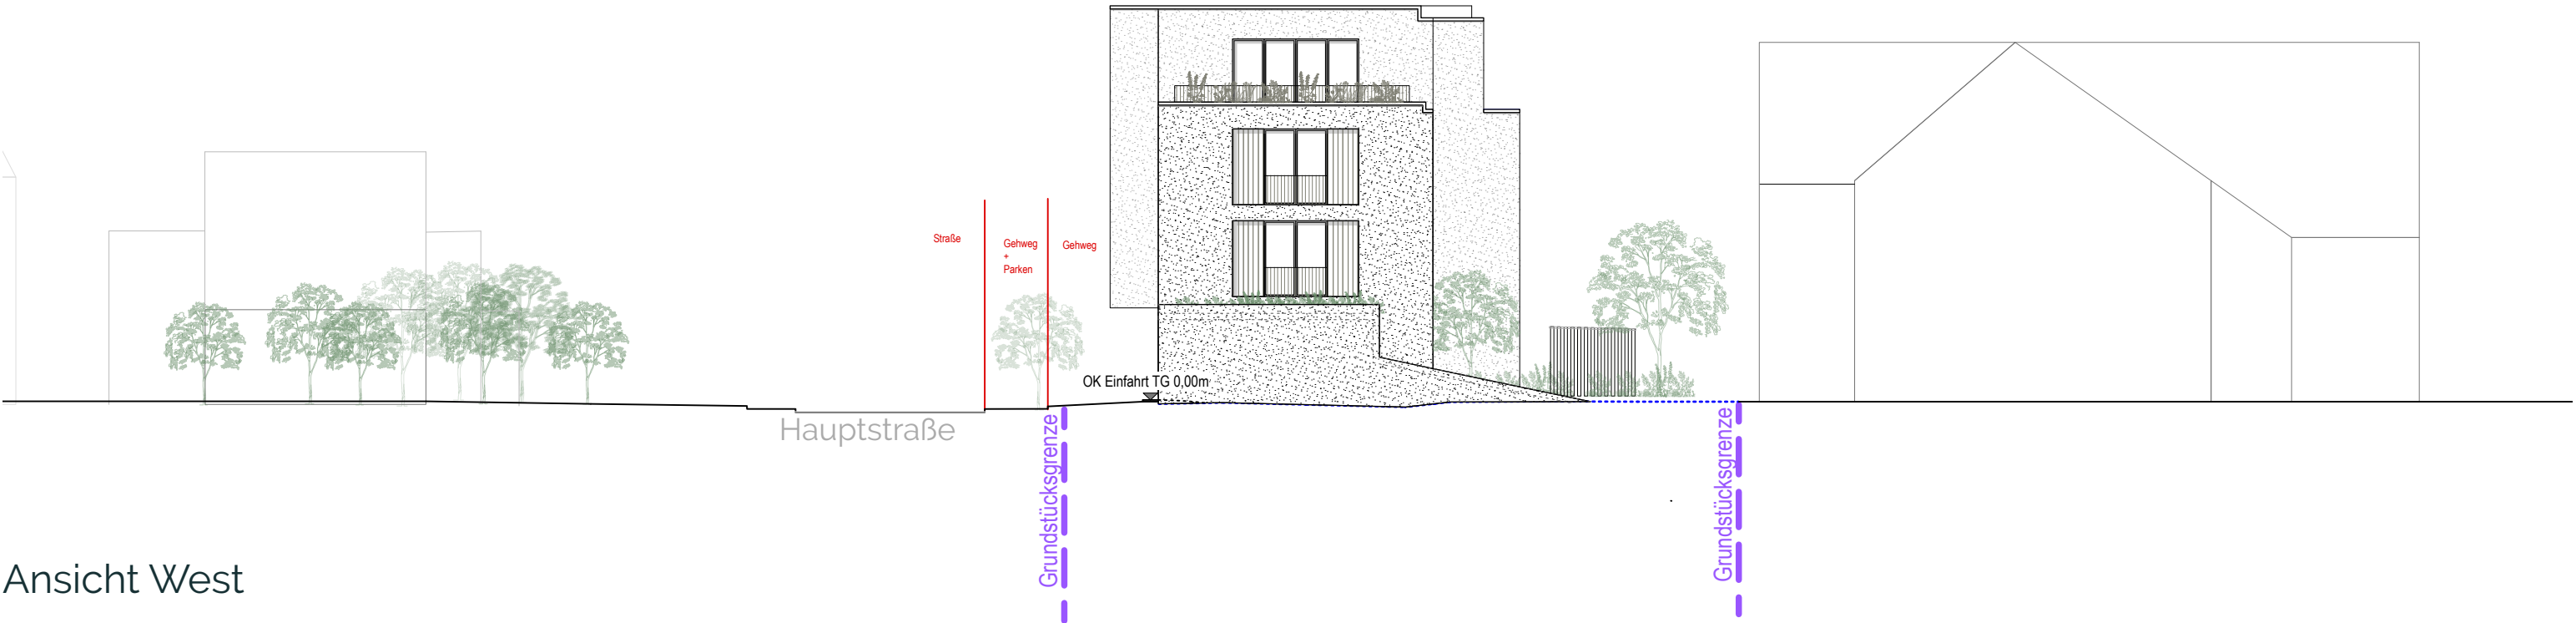 Straße
Gehweg
+
Parken
Gehweg
OK Einfahrt TG 0,00m
Hauptstraße
Grundstücksgrenze
Grundstücksgrenze
Ansicht West